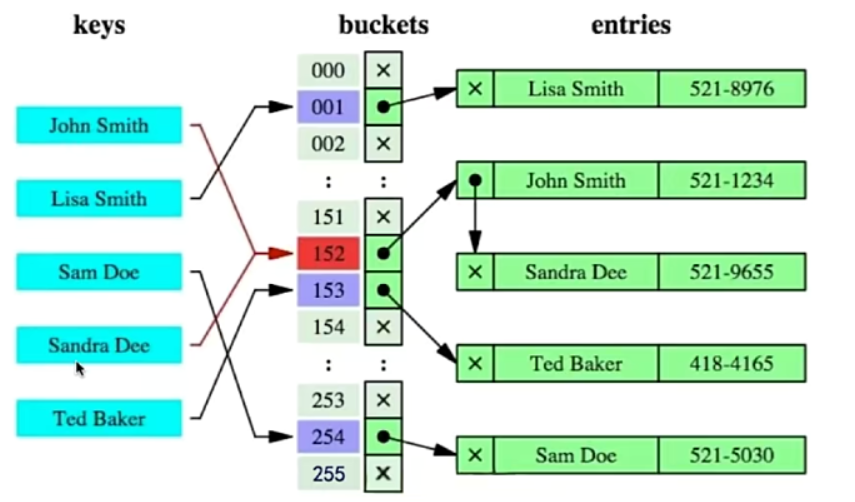 keys
buckets
entries
John Smith
Lisa Smith
Sam Doe
Sandra Dee
Ted Baker
000 ×
001
002 ×
: :
151 ×
152
153
154 ×
: :
253 ×
254
255 ×
× Lisa Smith 521-8976
John Smith 521-1234
× Sandra Dee 521-9655
× Ted Baker 418-4165
× Sam Doe 521-5030